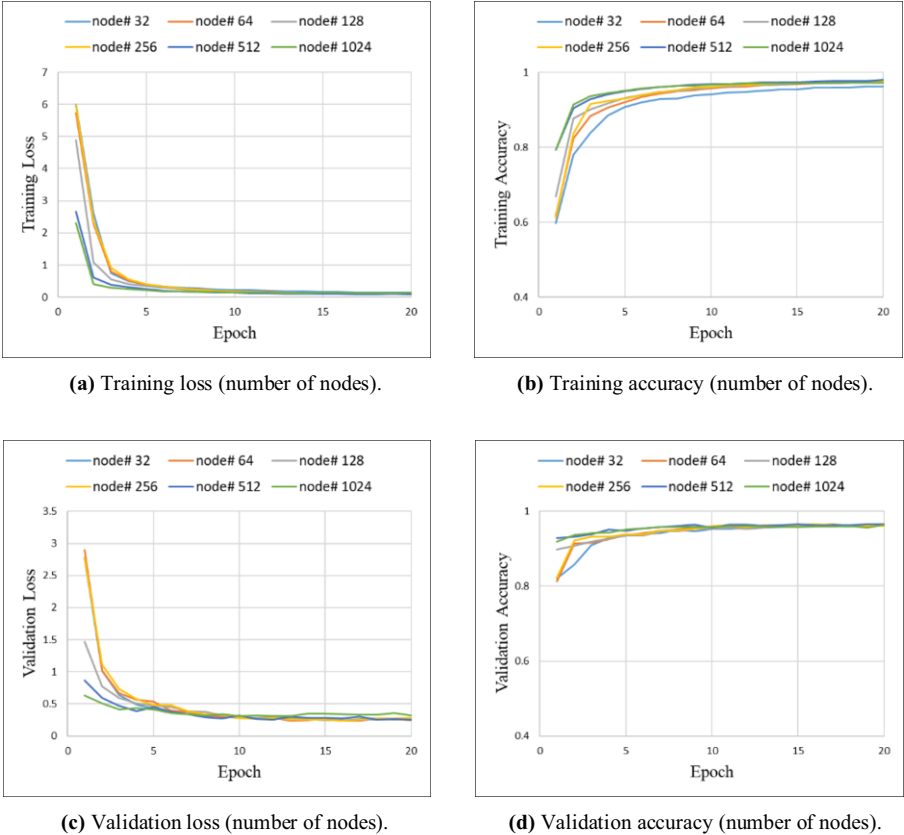 node# 32 node# 64 node# 128
node# 256 node# 512 node# 1024
7
6
5
4
3
2
1
0
0 5 10 15 20
Training Loss
Epoch
(a) Training loss (number of nodes).
node# 32 node# 64 node# 128
node# 256 node# 512 node# 1024
1
0.8
0.6
0.4
0 5 10 15 20
Training Accuracy
Epoch
(b) Training accuracy (number of nodes).
node# 32 node# 64 node# 128
node# 256 node# 512 node# 1024
3.5
3
2.5
2
1.5
1
0.5
0
0 5 10 15 20
Validation Loss
Epoch
(c) Validation loss (number of nodes).
node# 32 node# 64 node# 128
node# 256 node# 512 node# 1024
1
0.8
0.6
0.4
0 5 10 15 20
Validation Accuracy
Epoch
(d) Validation accuracy (number of nodes).